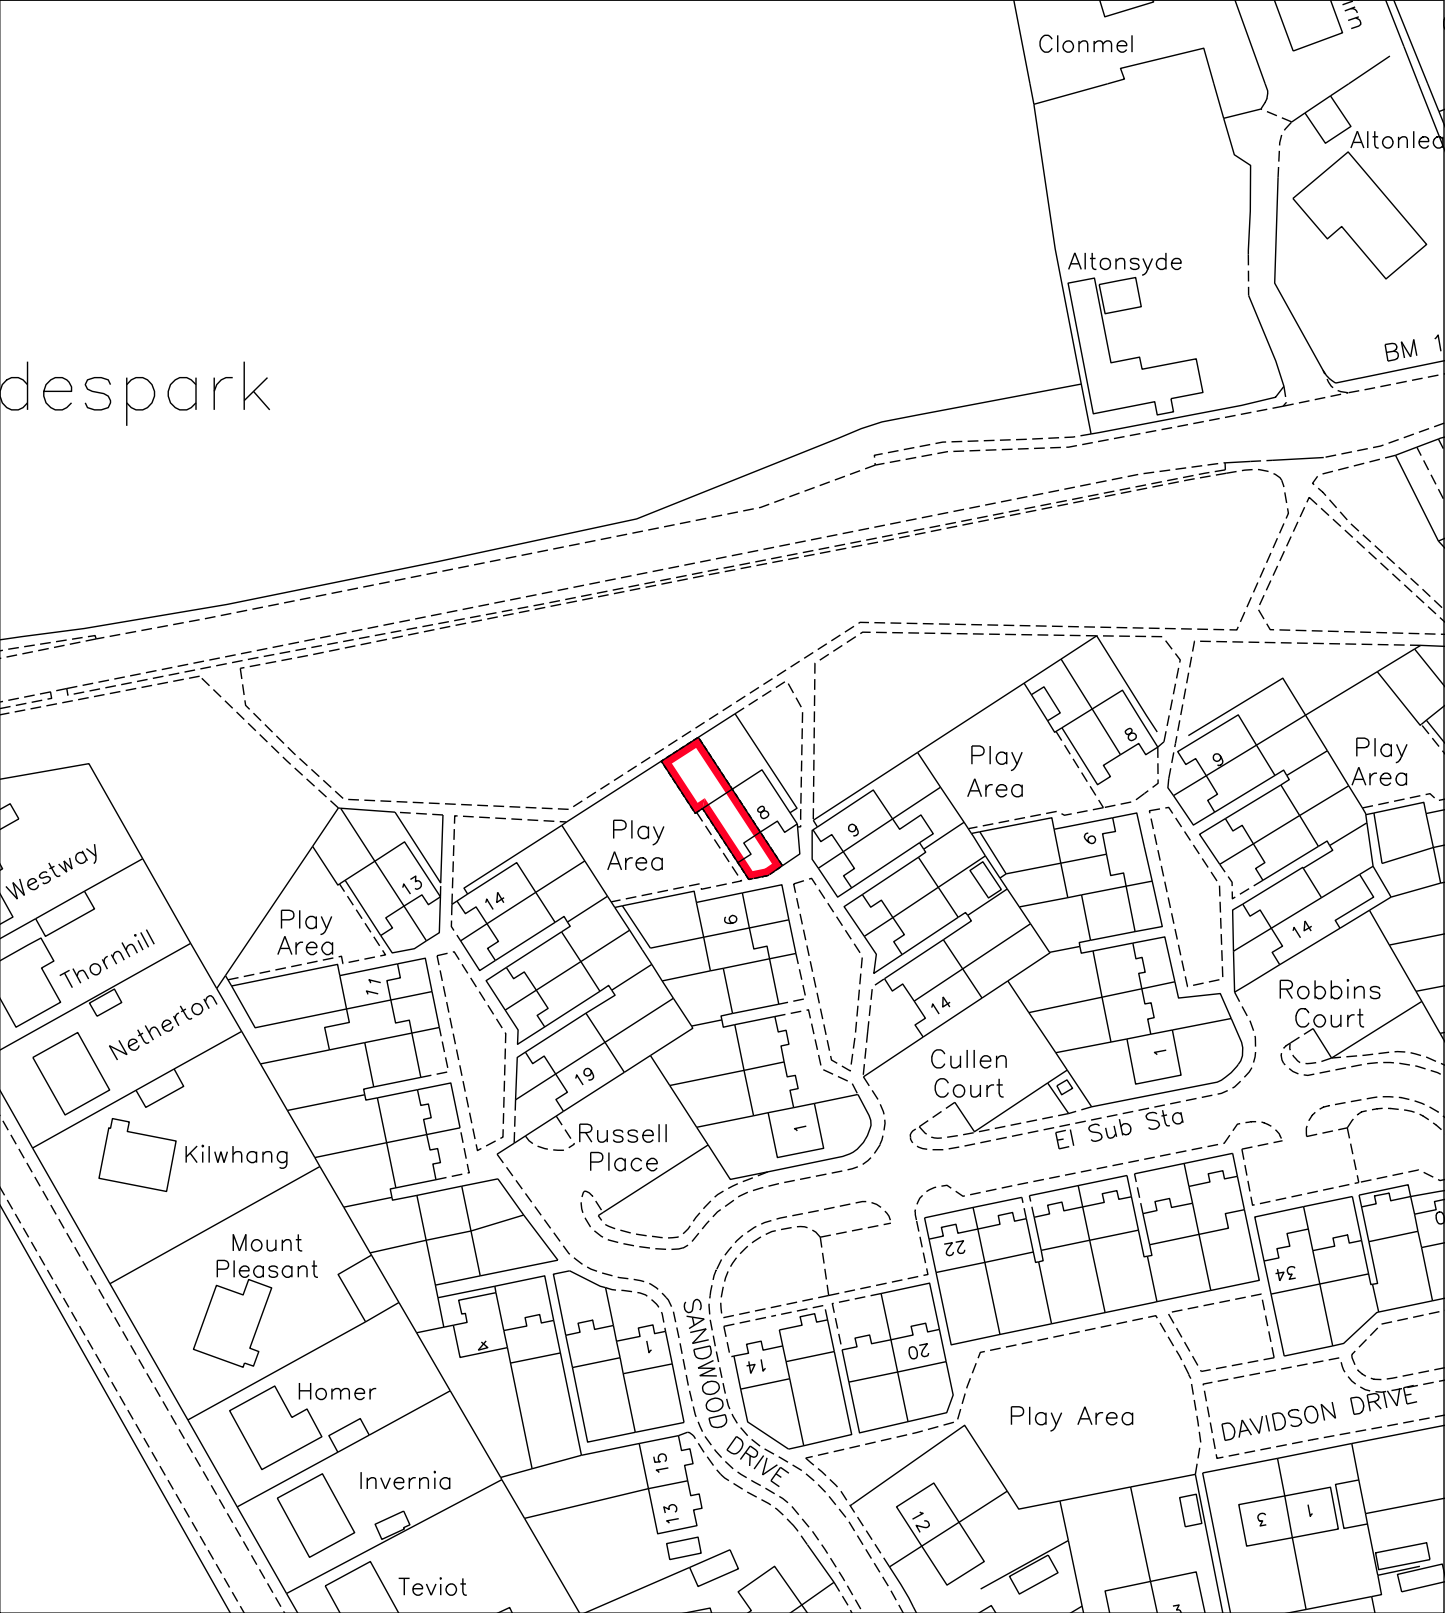 Clonmel
Altonlea
Altonsyde
BM 1
despark
8
Play
Area
8
9
Play
Area
Play
Area
9
Westway
13
14
Play
Area
6
6
14
Thornhill
11
Robbins
Court
Netherton
14
Cullen
Court
19
1
Russell
Place
1
El Sub Sta
Kilwhang
22
34
Mount
Pleasant
4
1
14
20
SANDWOOD DRIVE
Homer
Play Area
DAVIDSON DRIVE
15
13
Invernia
12
3
1
Teviot